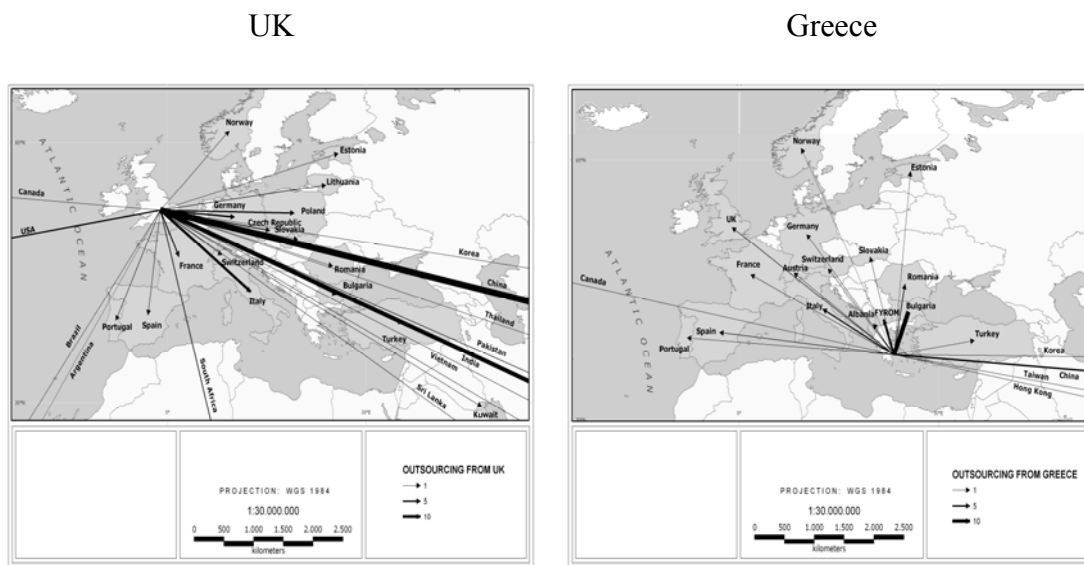 UK
Norway
Estonia
Lithuania
Canada
Germany
Poland
USA
Czech Republic
Slovakia
Korea
France
Switzerland
Romania
China
Bulgaria
Italy
Thailand
Portugal
Spain
Brazil
Turkey
Pakistan
Argentina
Vietnam
India
South Africa
Sri Lanka
Kuwait
ATLANTIC OCEAN
0°
OUTSOURCING FROM UK
1
5
10
PROJECTION: WGS 1984
1:30.000.000
0 500 1.000 1.500 2.000 2.500
kilometers
Greece
Norway
Estonia
UK
Germany
Slovakia
Switzerland
France
Austria
Romania
Canada
Italy
Albania
FYROM
Bulgaria
Spain
Turkey
Portugal
Korea
Taiwan
China
Hong Kong
ATLANTIC OCEAN
OUTSOURCING FROM GREECE
1
5
10
PROJECTION: WGS 1984
1:30.000.000
0 500 1.000 1.500 2.000 2.500
kilometers